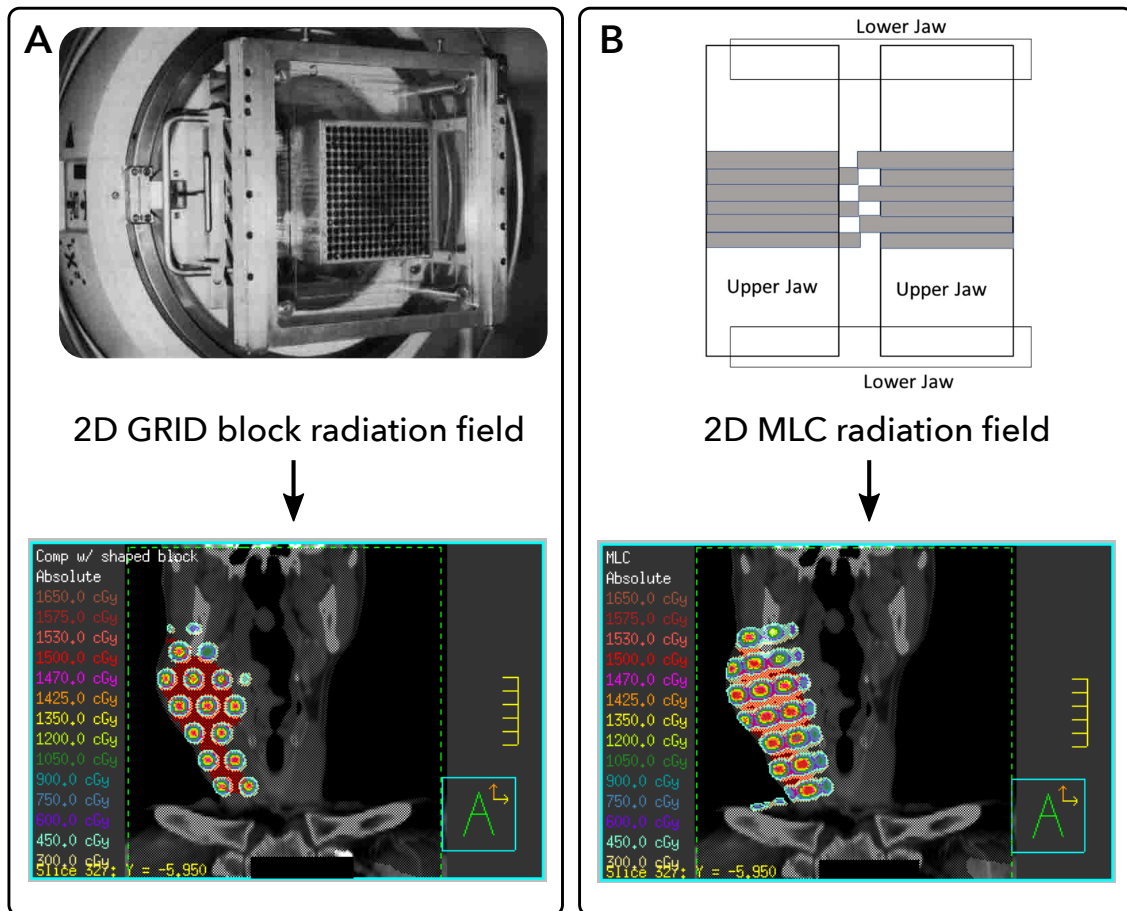 A
2D GRID block radiation field
Comp w/ shaped block
Absolute
1650.0 cGy
1575.0 cGy
1530.0 cGy
1500.0 cGy
1470.0 cGy
1425.0 cGy
1350.0 cGy
1200.0 cGy
1050.0 cGy
900.0 cGy
750.0 cGy
600.0 cGy
450.0 cGy
300.0 cGy
Slice 327: Y = -5.950
A
B
Lower Jaw
Upper Jaw
Upper Jaw
Lower Jaw
2D MLC radiation field
MLC
Absolute
1650.0 cGy
1575.0 cGy
1530.0 cGy
1500.0 cGy
1470.0 cGy
1425.0 cGy
1350.0 cGy
1200.0 cGy
1050.0 cGy
900.0 cGy
750.0 cGy
600.0 cGy
450.0 cGy
300.0 cGy
Slice 327: Y = -5.950
A